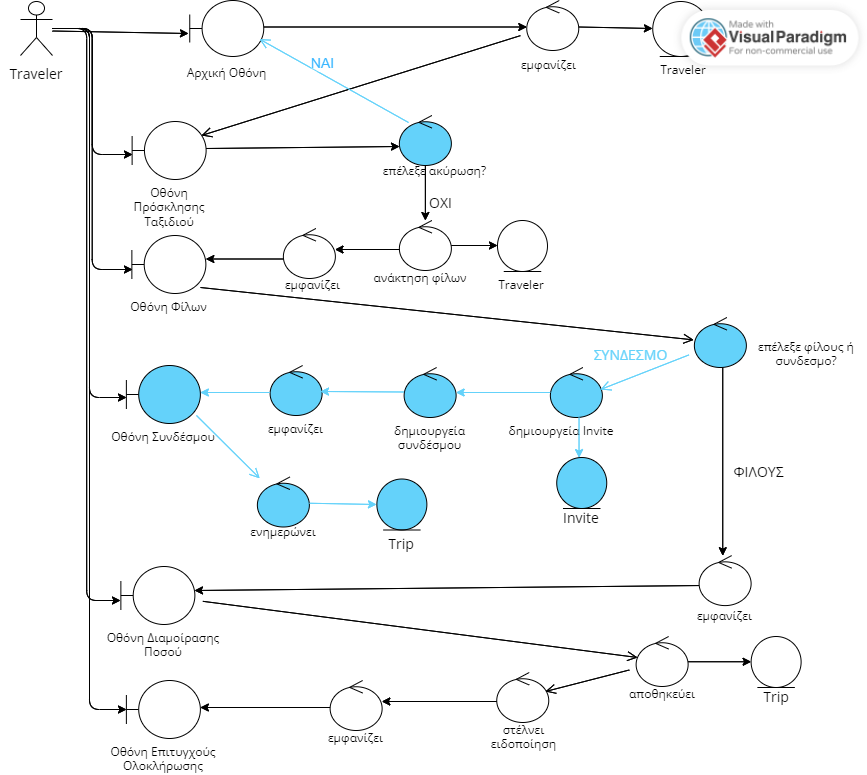 Made with
VisualParadigm
For non-commercial use
Traveler
Αρχική Οθόνη
εμφανίζει
Traveler
ΝΑΙ
επέλεξε ακύρωση?
Οθόνη
Πρόσκλησης
Ταξιδιού
ΟΧΙ
Οθόνη Φίλων
εμφανίζει
ανάκτηση φίλων
Traveler
επέλεξε φίλους ή
συνδεσμο?
ΣΥΝΔΕΣΜΟ
Οθόνη Συνδέσμου
εμφανίζει
δημιουργεία
συνδέσμου
δημιουργεία Invite
ΦΙΛΟΥΣ
ενημερώνει
Trip
Invite
Οθόνη Διαμοίρασης
Ποσού
εμφανίζει
αποθηκεύει
Trip
Οθόνη Επιτυχούς
Ολοκλήρωσης
εμφανίζει
στέλνει
ειδοποίηση